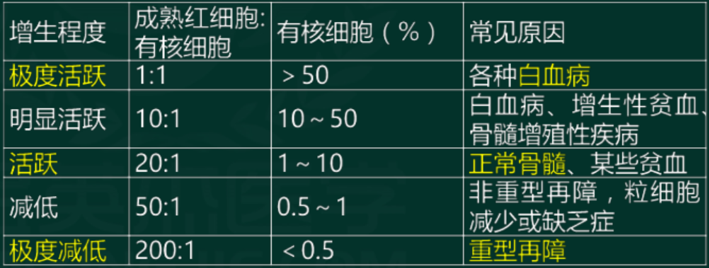 增生程度 成熟红细胞:有核细胞 有核细胞（%） 常见原因
极度活跃 1:1 ＞50 各种白血病
明显活跃 10:1 10～50 白血病、增生性贫血、骨髓增殖性疾病
活跃 20:1 1～10 正常骨髓、某些贫血
减低 50:1 0.5～1 非重型再障，粒细胞减少或缺乏症
极度减低 200:1 ＜0.5 重型再障